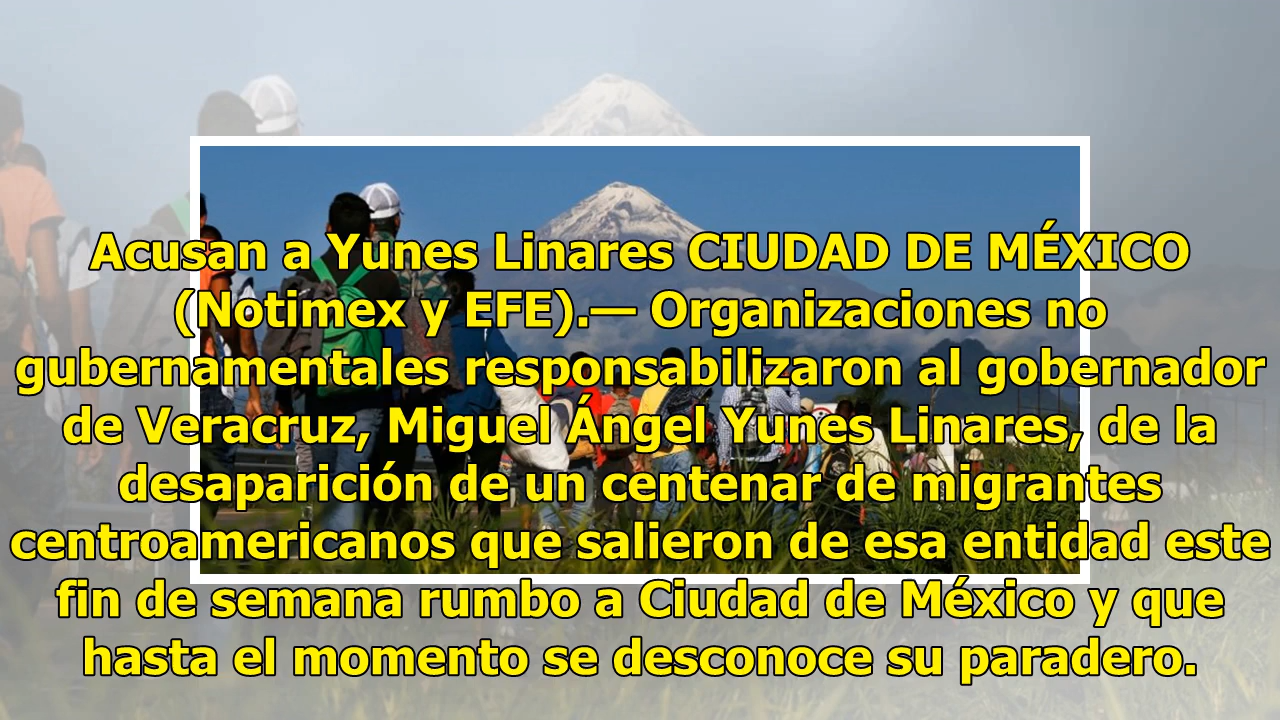 Acusan a Yunes Linares CIUDAD DE MÉXICO
(Notimex y EFE).— Organizaciones no
gubernamentales responsabilizaron al gobernador
de Veracruz, Miguel Ángel Yunes Linares, de la
desaparición de un centenar de migrantes
centroamericanos que salieron de esa entidad este
fin de semana rumbo a Ciudad de México y que
hasta el momento se desconoce su paradero.